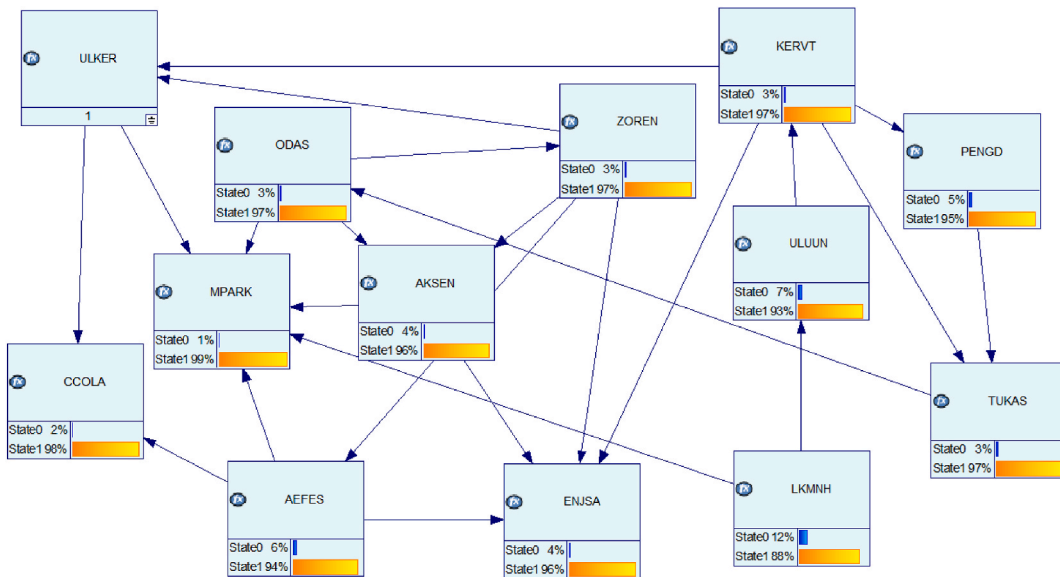 ULKER
1
KERVT
State0 3%
State1 97%
ODAS
State0 3%
State1 97%
ZOREN
State0 3%
State1 97%
PENGD
State0 5%
State1 95%
MPARK
State0 1%
State1 99%
AKSEN
State0 4%
State1 96%
ULUUN
State0 7%
State1 93%
CCOLA
State0 2%
State1 98%
TUKAS
State0 3%
State1 97%
AEFES
State0 6%
State1 94%
ENJSA
State0 4%
State1 96%
LKMNH
State0 12%
State1 88%